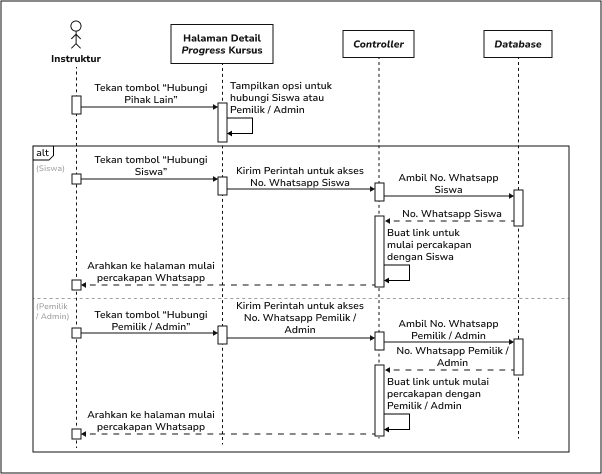 Instruktur
Halaman Detail
Progress Kursus
Controller
Database
Tekan tombol “Hubungi
Pihak Lain”
Tampilkan opsi untuk
hubungi Siswa atau
Pemilik / Admin
alt
(Siswa)
Tekan tombol “Hubungi
Siswa”
Kirim Perintah untuk akses
No. Whatsapp Siswa
Ambil No. Whatsapp
Siswa
No. Whatsapp Siswa
Buat link untuk
mulai percakapan
dengan Siswa
Arahkan ke halaman mulai
percakapan Whatsapp
(Pemilik
/ Admin)
Tekan tombol “Hubungi
Pemilik / Admin”
Kirim Perintah untuk akses
No. Whatsapp Pemilik /
Admin
Ambil No. Whatsapp
Pemilik / Admin
No. Whatsapp Pemilik /
Admin
Buat link untuk mulai
percakapan dengan
Pemilik / Admin
Arahkan ke halaman mulai
percakapan Whatsapp